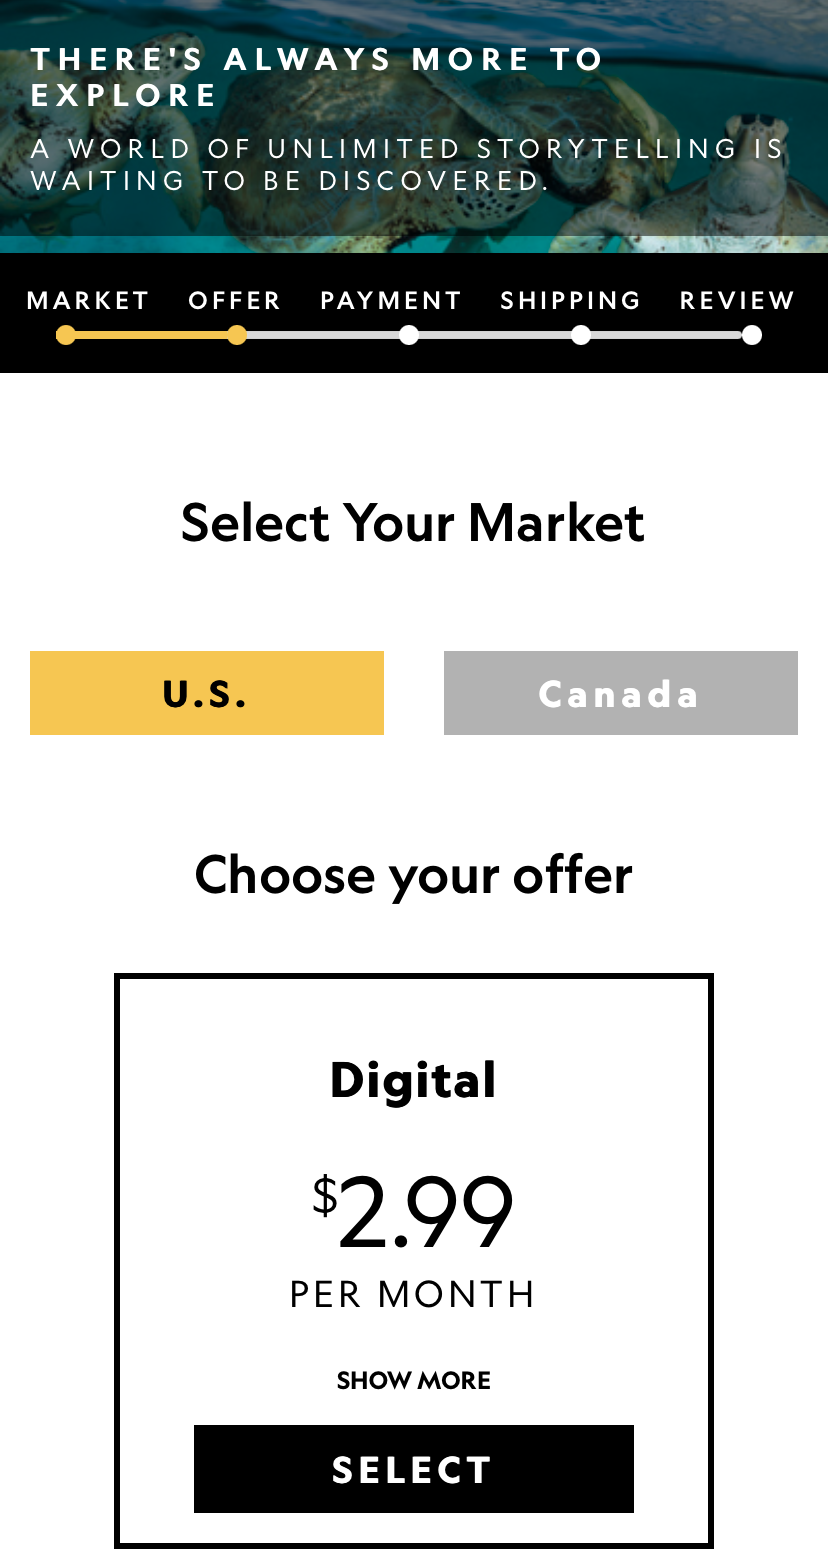 THERE'S ALWAYS MORE TO
EXPLORE
A WORLD OF UNLIMITED STORYTELLING IS
WAITING TO BE DISCOVERED.
MARKET OFFER PAYMENT SHIPPING REVIEW
Select Your Market
U.S. Canada
Choose your offer
Digital
$2.99
PER MONTH
SHOW MORE
SELECT